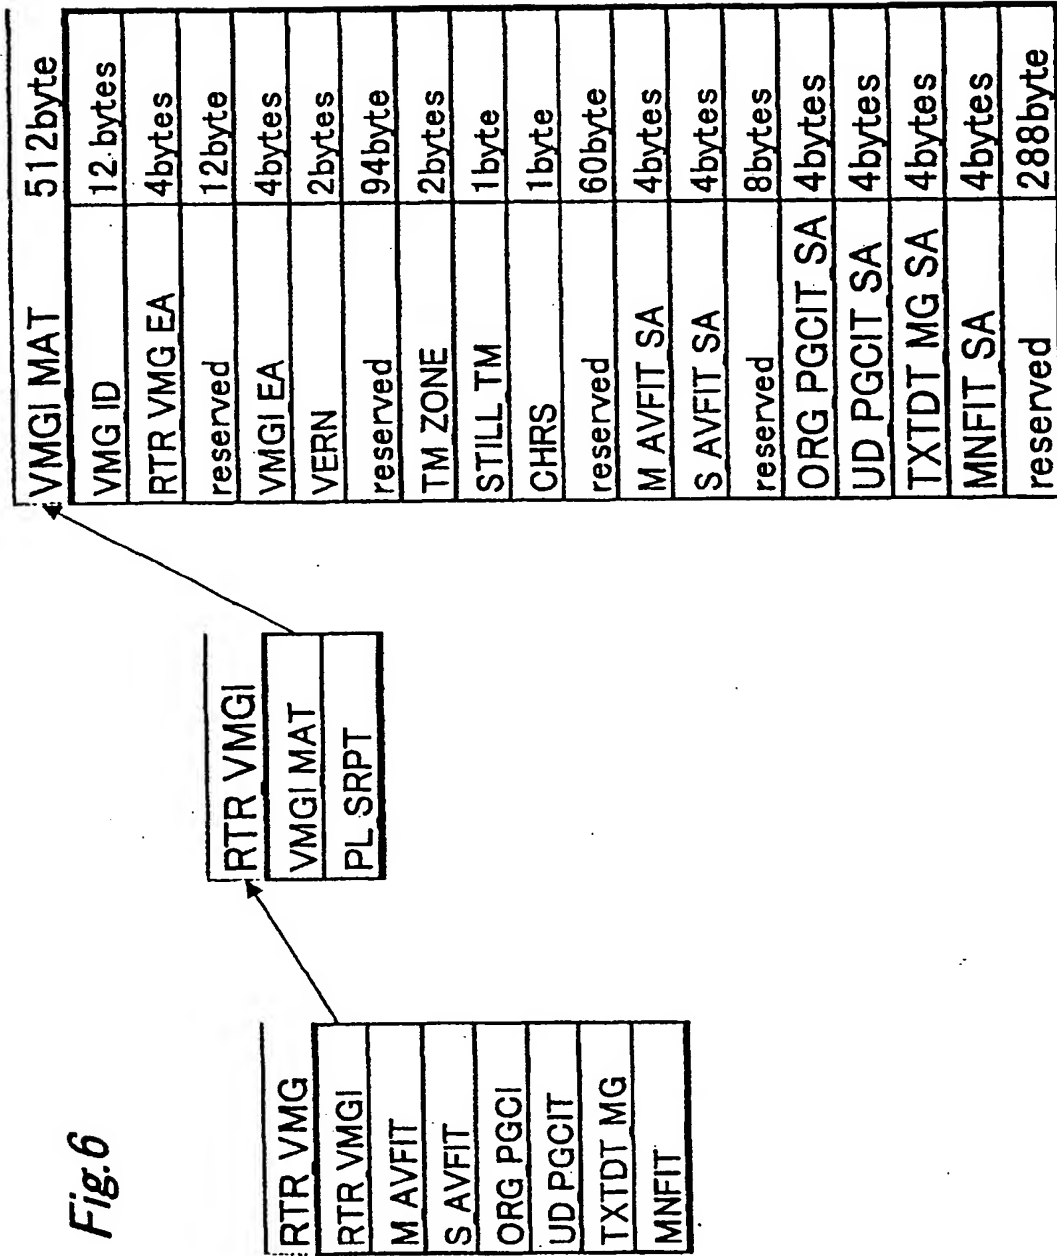 Fig.6
RTR VMG
RTR VMGI
M AVFIT
S AVFIT
ORG PGCI
UD PGCIT
TXTDT MG
MNFIT
RTR VMGI
VMGI MAT
PL SRPT
VMGI MAT 512byte
VMG ID 12 bytes
RTR VMG EA 4bytes
reserved 12byte
VMGI EA 4bytes
VERN 2bytes
reserved 94byte
TM ZONE 2bytes
STILL TM 1byte
CHRS 1byte
reserved 60byte
M AVFIT SA 4bytes
S AVFIT SA 4bytes
reserved 8byte
ORG PGCIT SA 4bytes
UD PGCIT SA 4bytes
TXTDT MG SA 4bytes
MNFIT SA 4bytes
reserved 288byte